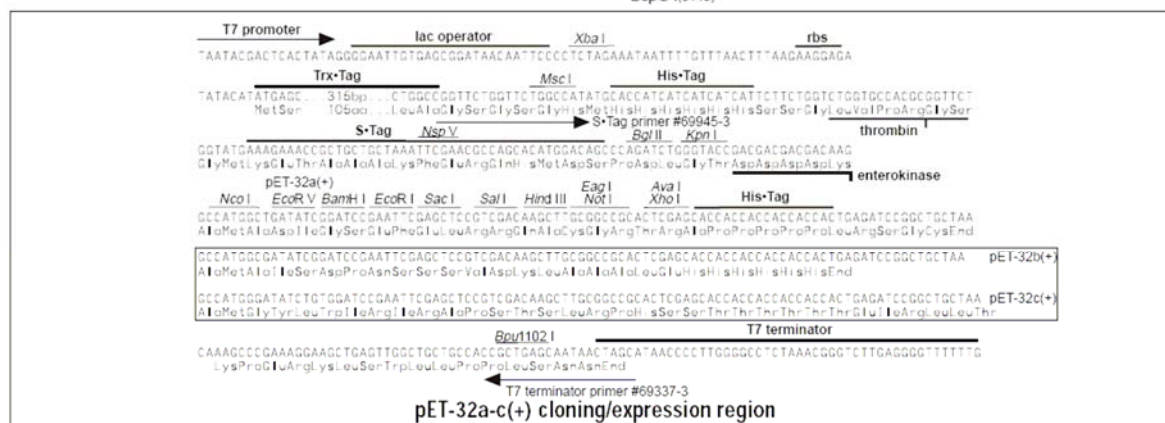 T7 promoter lac operator Xba I rbs
TAATACGACTCACTATAGGGGAATTGTGAGCGGATAACAATTCCCCTCTAGAAATAATTTTGTTTAACTTTAAGAAGGAGA
Trx•Tag Msc I His•Tag
TATACATATGAGC... 315bp ...CTGGCCGGTTCTGGTTCTGGCCATATGCACCATCATCATCATCATTCTTCTGGTCTGGTGCCACGCGGTTCT
MetSer 105aa LeuAlaGlySerGlySerGlyHisMetHisHisHisHisHisHisSerSerGlyLeuValProArgGlySer
S•Tag primer #69945-3
thrombin
S•Tag Nsp V Bgl II Kpn I
GGTATGAAAGAAACCGCTGCTGCTAAATTCGAACGCCAGCACATGGACAGCCCAGATCTGGGTACCGACGACGACGACAAG
GlyMetLysGluThrAlaAlaAlaLysPheGluArgGlnHisMetAspSerProAspLeuGlyThrAspAspAspAspLys
enterokinase
pET-32a(+)
Nco I EcoR V BamH I EcoR I Sac I Sal I Hind III Eag I Not I Ava I Xho I His•Tag
GCCATGGCTGATATCGGATCCGAATTCGAGCTCCGTCGACAAGCTTGCGGCCGCACTCGAGCACCACCACCACCACCACTGAGATCCGGCTGCTAA
AlaMetAlaAspIleGlySerGluPheGluLeuArgArgGlnAlaCysGlyArgThrArgAlaProProProProProLeuArgSerGlyCysEnd
GCCATGGCGATATCGGATCCGAATTCGAGCTCCGTCGACAAGCTTGCGGCCGCACTCGAGCACCACCACCACCACCACTGAGATCCGGCTGCTAA pET-32b(+)
AlaMetAlaIleSerAspProAsnSerSerSerValAspLysLeuAlaAlaAlaLeuGluHisHisHisHisHisHisEnd
GCCATGGGATATCTGTGGATCCGAATTCGAGCTCCGTCGACAAGCTTGCGGCCGCACTCGAGCACCACCACCACCACCACTGAGATCCGGCTGCTAA pET-32c(+)
AlaMetGlyTyrLeuTrpIleArgIleArgAlaProSerThrSerLeuArgProHisSerSerThrThrThrThrThrThrGluIleArgLeuLeuThr
Bpu1102 I T7 terminator
CAAAGCCCGAAAGGAAGCTGAGTTGGCTGCTGCCACCGCTGAGCAATAACTAGCATAACCCCTTGGGGCCTCTAAACGGGTCTTGAGGGGTTTTTTG
LysProGluArgLysLeuSerTrpLeuLeuProProLeuSerAsnAsnEnd
T7 terminator primer #69337-3
pET-32a-c(+) cloning/expression region